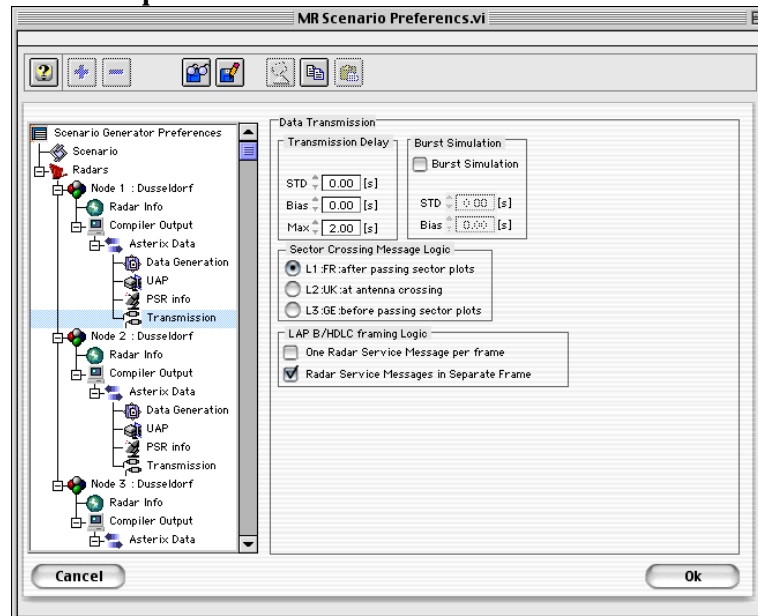 MR Scenario Preferencs.vi
Scenario Generator Preferences
Scenario
Radars
Node 1 : Dusseldorf
Radar Info
Compiler Output
Asterix Data
Data Generation
UAP
PSR info
Transmission
Node 2 : Dusseldorf
Radar Info
Compiler Output
Asterix Data
Data Generation
UAP
PSR info
Transmission
Node 3 : Dusseldorf
Radar Info
Compiler Output
Asterix Data
Data Transmission
Transmission Delay
STD 0.00 [s]
Bias 0.00 [s]
Max 2.00 [s]
Burst Simulation
Burst Simulation
STD 0.00 [s]
Bias 0.00 [s]
Sector Crossing Message Logic
L1 :FR :after passing sector plots
L2 :UK :at antenna crossing
L3 :GE :before passing sector plots
LAP B/HDLC framing Logic
One Radar Service Message per frame
Radar Service Messages in Separate Frame
Cancel
Ok